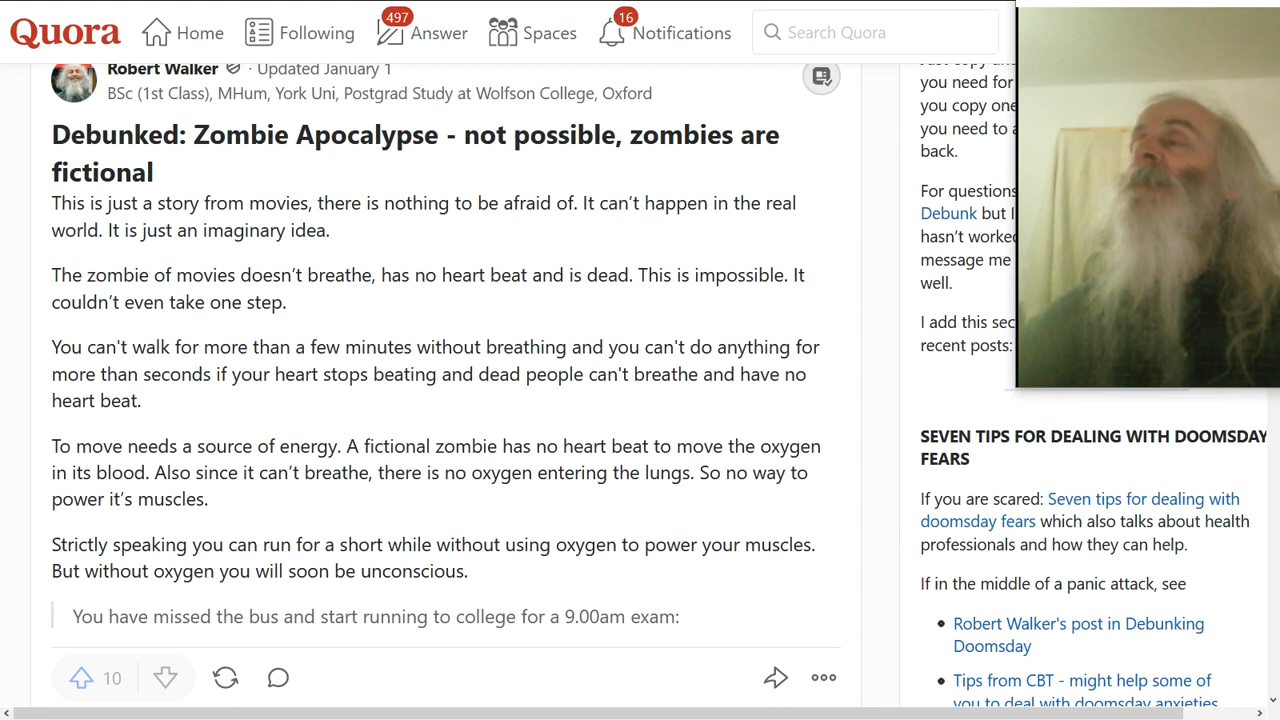 Quora
Home
Following
497
Answer
Spaces
16
Notifications
Search Quora
Robert Walker · Updated January 1
BSc (1st Class), MHum, York Uni, Postgrad Study at Wolfson College, Oxford
Debunked: Zombie Apocalypse - not possible, zombies are
fictional
This is just a story from movies, there is nothing to be afraid of. It can’t happen in the real
world. It is just an imaginary idea.
The zombie of movies doesn’t breathe, has no heart beat and is dead. This is impossible. It
couldn’t even take one step.
You can't walk for more than a few minutes without breathing and you can't do anything for
more than seconds if your heart stops beating and dead people can't breathe and have no
heart beat.
To move needs a source of energy. A fictional zombie has no heart beat to move the oxygen
in its blood. Also since it can’t breathe, there is no oxygen entering the lungs. So no way to
power it’s muscles.
Strictly speaking you can run for a short while without using oxygen to power your muscles.
But without oxygen you will soon be unconscious.
You have missed the bus and start running to college for a 9.00am exam:
10
you need for
you copy one
you need to
back.
For questions
Debunk but I
hasn’t worked
message me
well.
I add this sec
recent posts:
SEVEN TIPS FOR DEALING WITH DOOMSDAY
FEARS
If you are scared: Seven tips for dealing with
doomsday fears which also talks about health
professionals and how they can help.
If in the middle of a panic attack, see
• Robert Walker's post in Debunking
Doomsday
• Tips from CBT - might help some of
you to deal with doomsday anxieties